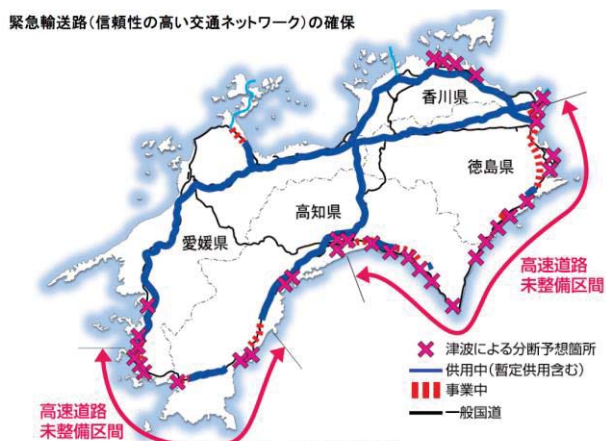 緊急輸送路(信頼性の高い交通ネットワーク)の確保
香川県
徳島県
高知県
愛媛県
高速道路
未整備区間
津波による分断予想箇所
供用中(暫定供用含む)
事業中
一般国道
高速道路
未整備区間